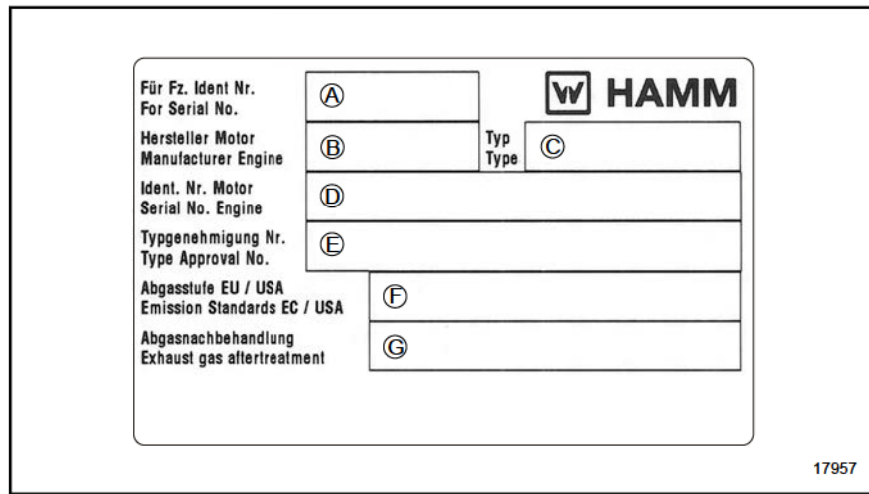 Für Fz. Ident Nr.
For Serial No.
Ⓐ
W HAMM
Hersteller Motor
Manufacturer Engine
Ⓑ
Typ
Type
Ⓒ
Ident. Nr. Motor
Serial No. Engine
Ⓓ
Typgenehmigung Nr.
Type Approval No.
Ⓔ
Abgasstufe EU / USA
Emission Standards EC / USA
Ⓕ
Abgasnachbehandlung
Exhaust gas aftertreatment
Ⓖ
17957